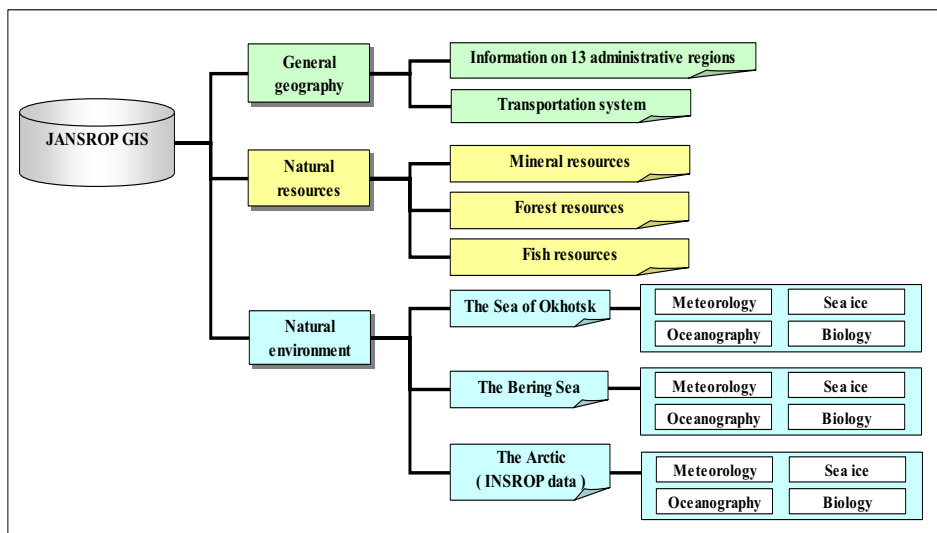 JANSROP GIS
General
geography
Information on 13 administrative regions
Transportation system
Natural
resources
Mineral resources
Forest resources
Fish resources
Natural
environment
The Sea of Okhotsk
Meteorology
Sea ice
Oceanography
Biology
The Bering Sea
Meteorology
Sea ice
Oceanography
Biology
The Arctic
( INSROP data )
Meteorology
Sea ice
Oceanography
Biology